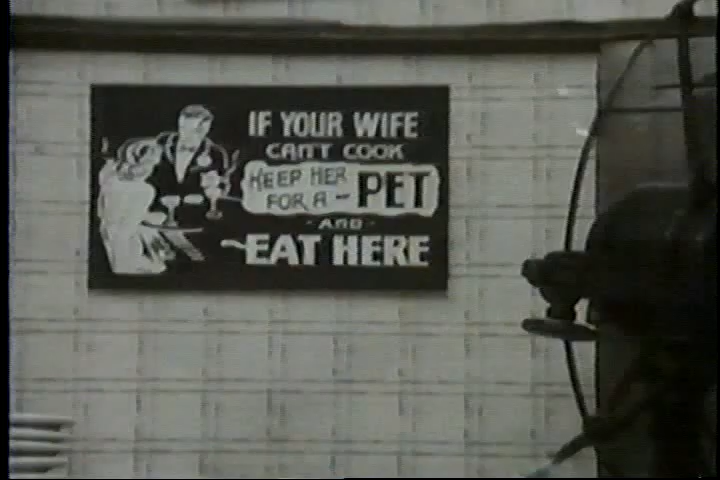 IF YOUR WIFE
CAN'T COOK
KEEP HER
FOR A - PET
- AND -
EAT HERE